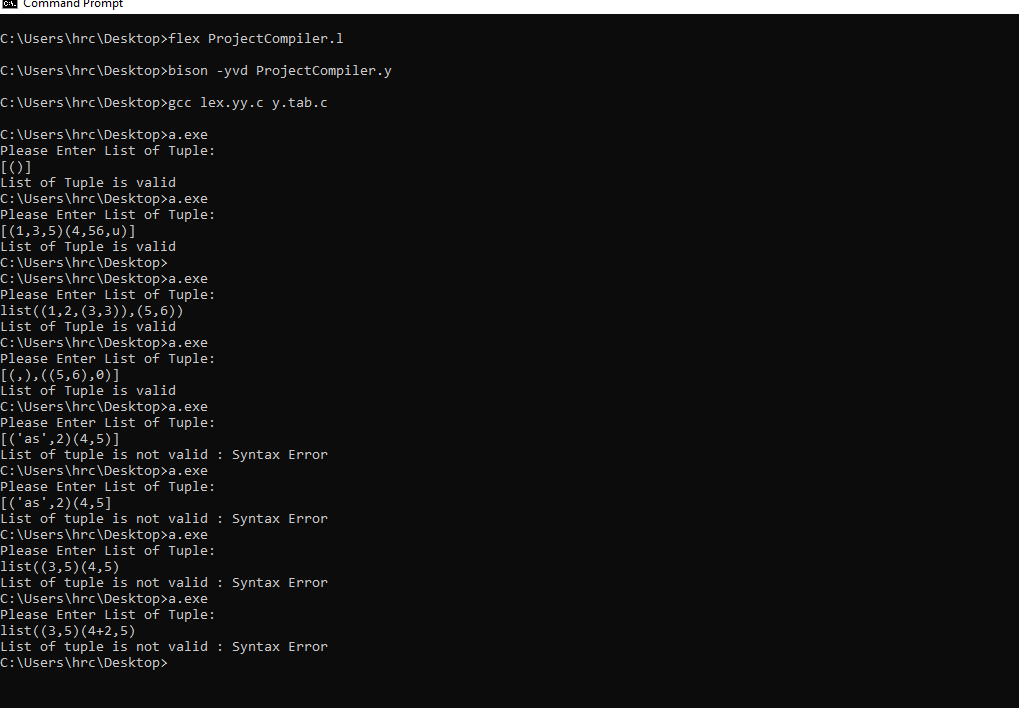 Command Prompt
C:\Users\hrc\Desktop>flex ProjectCompiler.l
C:\Users\hrc\Desktop>bison -yvd ProjectCompiler.y
C:\Users\hrc\Desktop>gcc lex.yy.c y.tab.c
C:\Users\hrc\Desktop>a.exe
Please Enter List of Tuple:
[()]
List of Tuple is valid
C:\Users\hrc\Desktop>a.exe
Please Enter List of Tuple:
[(1,3,5)(4,56,u)]
List of Tuple is valid
C:\Users\hrc\Desktop>
C:\Users\hrc\Desktop>a.exe
Please Enter List of Tuple:
list((1,2,(3,3)),(5,6))
List of Tuple is valid
C:\Users\hrc\Desktop>a.exe
Please Enter List of Tuple:
[(,),((5,6),0)]
List of Tuple is valid
C:\Users\hrc\Desktop>a.exe
Please Enter List of Tuple:
[('as',2)(4,5)]
List of tuple is not valid : Syntax Error
C:\Users\hrc\Desktop>a.exe
Please Enter List of Tuple:
[('as',2)(4,5]
List of tuple is not valid : Syntax Error
C:\Users\hrc\Desktop>a.exe
Please Enter List of Tuple:
list((3,5)(4,5)
List of tuple is not valid : Syntax Error
C:\Users\hrc\Desktop>a.exe
Please Enter List of Tuple:
list((3,5)(4+2,5)
List of tuple is not valid : Syntax Error
C:\Users\hrc\Desktop>